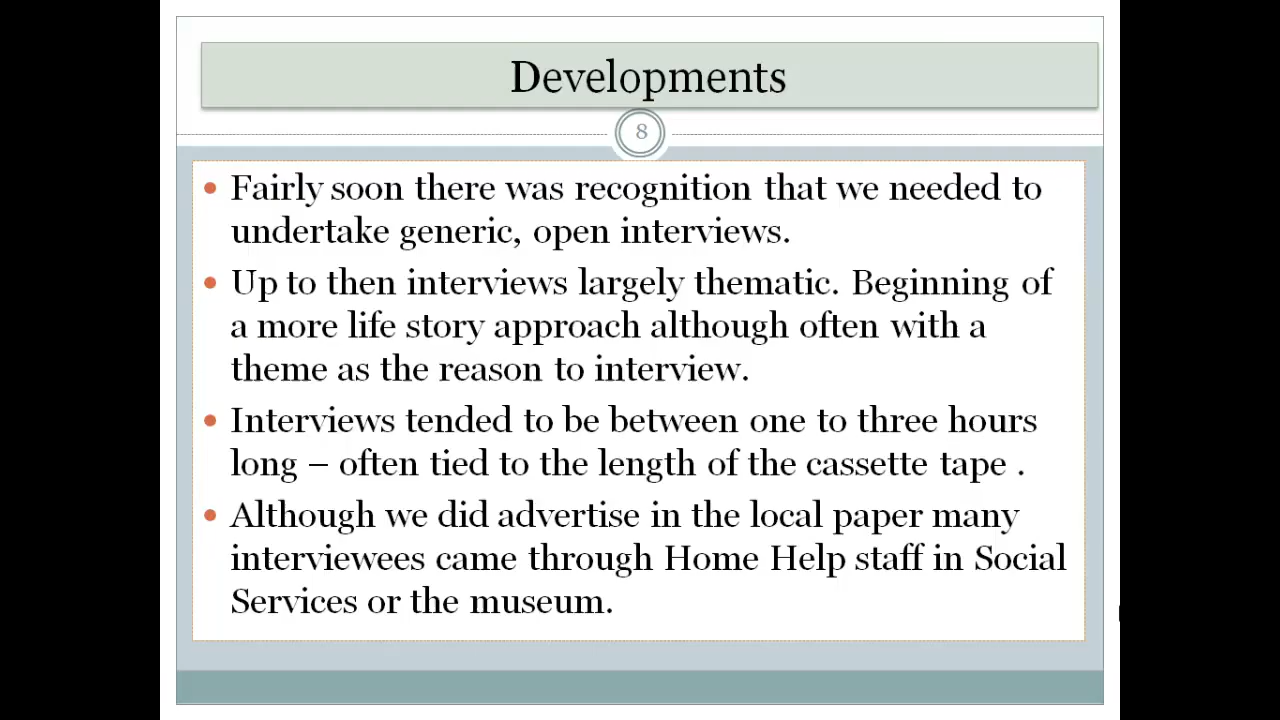 Developments
8
Fairly soon there was recognition that we needed to
undertake generic, open interviews.
Up to then interviews largely thematic. Beginning of
a more life story approach although often with a
theme as the reason to interview.
Interviews tended to be between one to three hours
long – often tied to the length of the cassette tape .
Although we did advertise in the local paper many
interviewees came through Home Help staff in Social
Services or the museum.